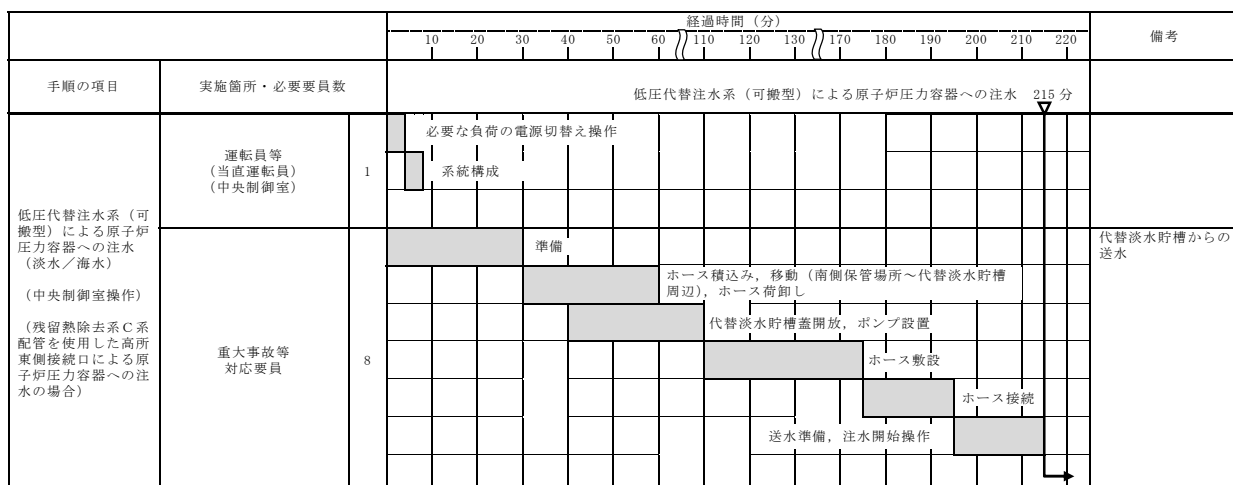 経過時間（分）
10 20 30 40 50 60 110 120 130 170 180 190 200 210 220
備考
手順の項目
実施箇所・必要要員数
低圧代替注水系（可搬型）による原子炉圧力容器への注水 215分
必要な負荷の電源切替え操作
運転員等
（当直運転員）
（中央制御室）
1
系統構成
低圧代替注水系（可
搬型）による原子炉
圧力容器への注水
（淡水／海水）
（中央制御室操作）
（残留熱除去系Ｃ系
配管を使用した高所
東側接続口による原
子炉圧力容器への注
水の場合）
重大事故等
対応要員
8
準備
ホース積込み，移動（南側保管場所～代替淡水貯槽
周辺），ホース荷卸し
代替淡水貯槽蓋開放，ポンプ設置
ホース敷設
ホース接続
送水準備，注水開始操作
代替淡水貯槽からの
送水